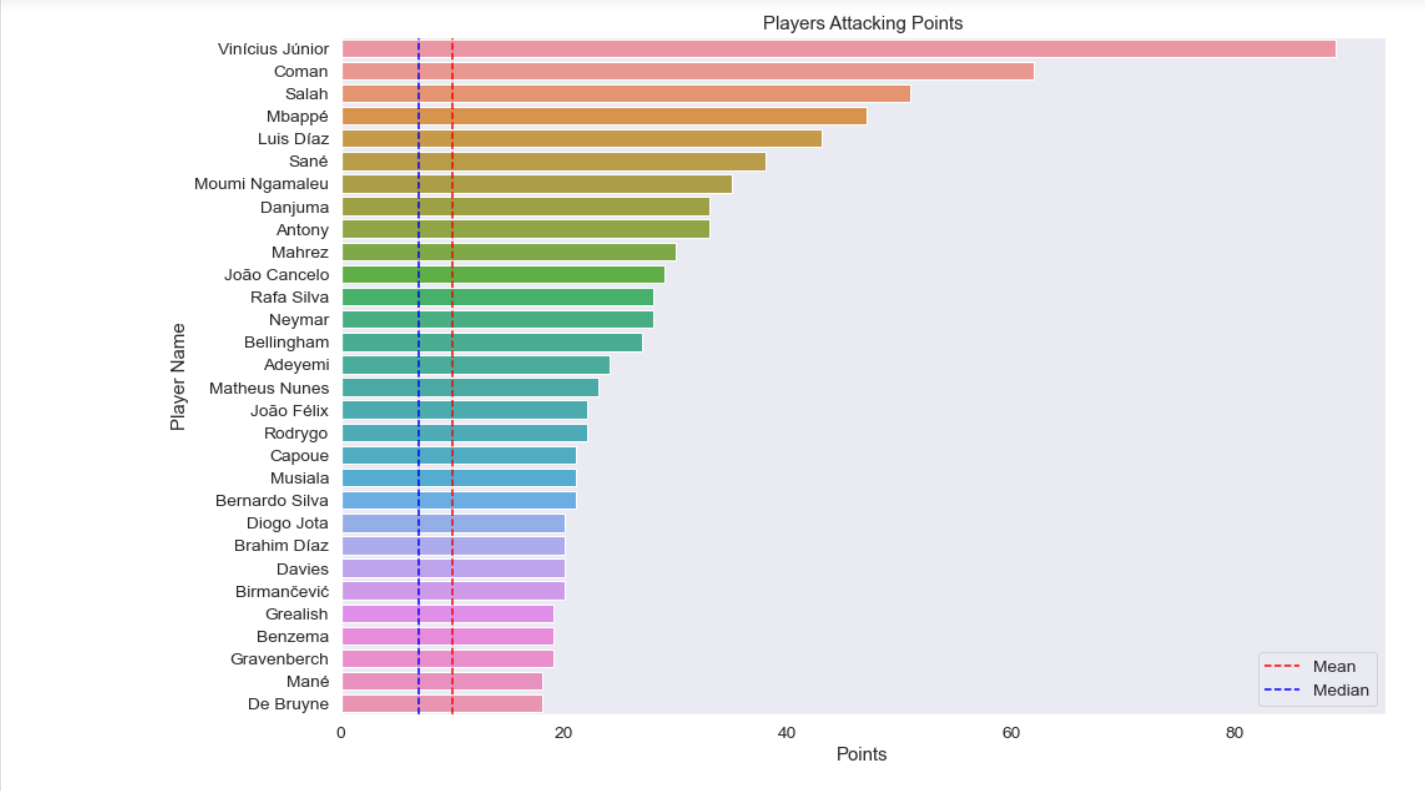 Players Attacking Points
Vinícius Júnior
Coman
Salah
Mbappé
Luis Díaz
Sané
Moumi Ngamaleu
Danjuma
Antony
Mahrez
João Cancelo
Rafa Silva
Neymar
Bellingham
Adeyemi
Matheus Nunes
João Félix
Rodrygo
Capoue
Musiala
Bernardo Silva
Diogo Jota
Brahim Díaz
Davies
Birmančević
Grealish
Benzema
Gravenberch
Mané
De Bruyne
Player Name
Mean
Median
0 20 40 60 80
Points